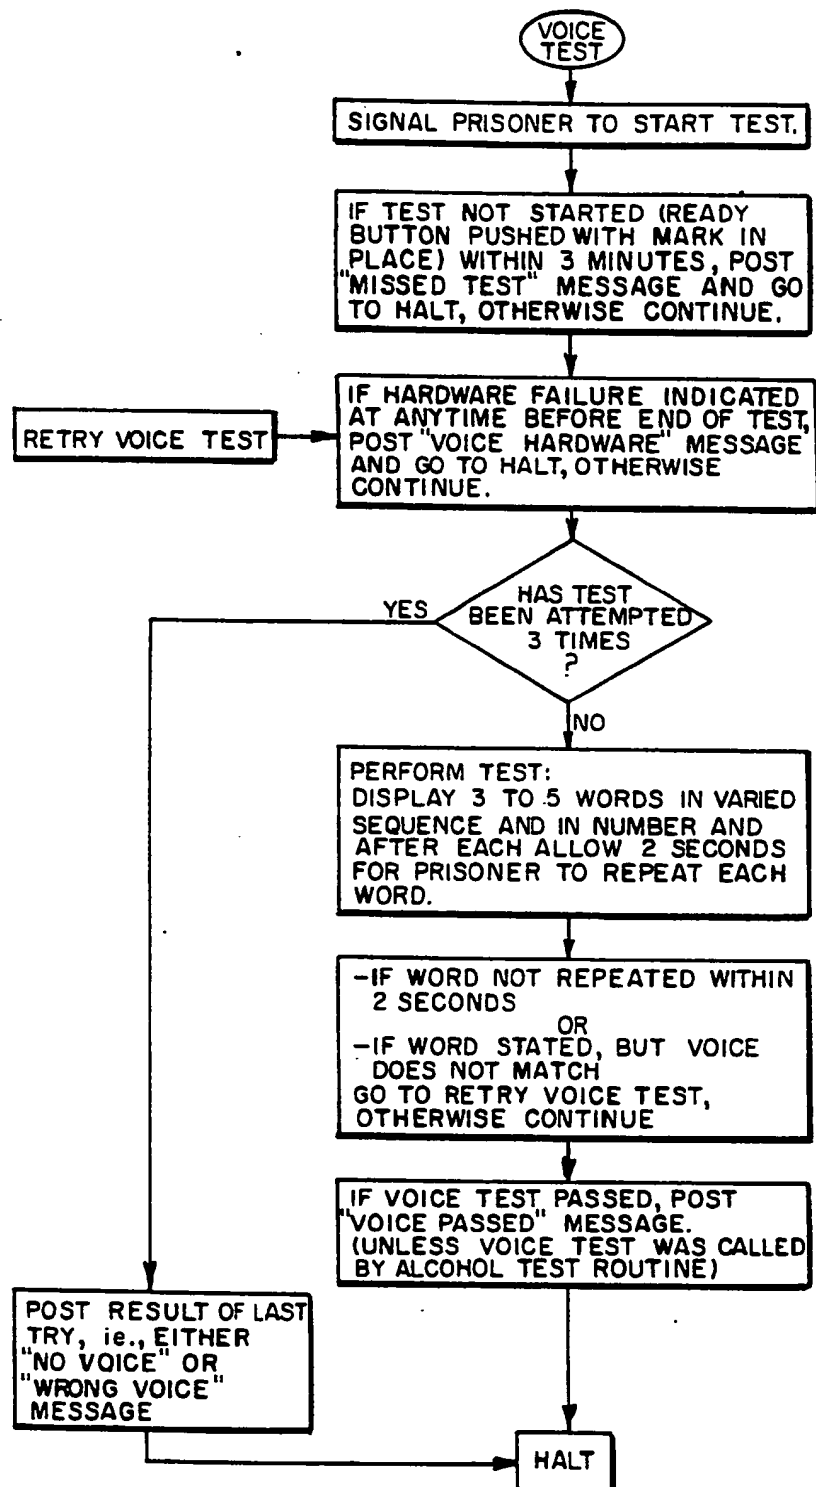 VOICE
TEST
SIGNAL PRISONER TO START TEST.
IF TEST NOT STARTED (READY
BUTTON PUSHED WITH MARK IN
PLACE) WITHIN 3 MINUTES, POST
"MISSED TEST" MESSAGE AND GO
TO HALT, OTHERWISE CONTINUE.
RETRY VOICE TEST
IF HARDWARE FAILURE INDICATED
AT ANYTIME BEFORE END OF TEST,
POST "VOICE HARDWARE" MESSAGE
AND GO TO HALT, OTHERWISE
CONTINUE.
HAS TEST
BEEN ATTEMPTED
3 TIMES
?
YES
NO
PERFORM TEST:
DISPLAY 3 TO 5 WORDS IN VARIED
SEQUENCE AND IN NUMBER AND
AFTER EACH ALLOW 2 SECONDS
FOR PRISONER TO REPEAT EACH
WORD.
-IF WORD NOT REPEATED WITHIN
2 SECONDS
OR
-IF WORD STATED, BUT VOICE
DOES NOT MATCH
GO TO RETRY VOICE TEST,
OTHERWISE CONTINUE
IF VOICE TEST PASSED, POST
"VOICE PASSED" MESSAGE.
(UNLESS VOICE TEST WAS CALLED
BY ALCOHOL TEST ROUTINE)
POST RESULT OF LAST
TRY, ie., EITHER
"NO VOICE" OR
"WRONG VOICE"
MESSAGE
HALT